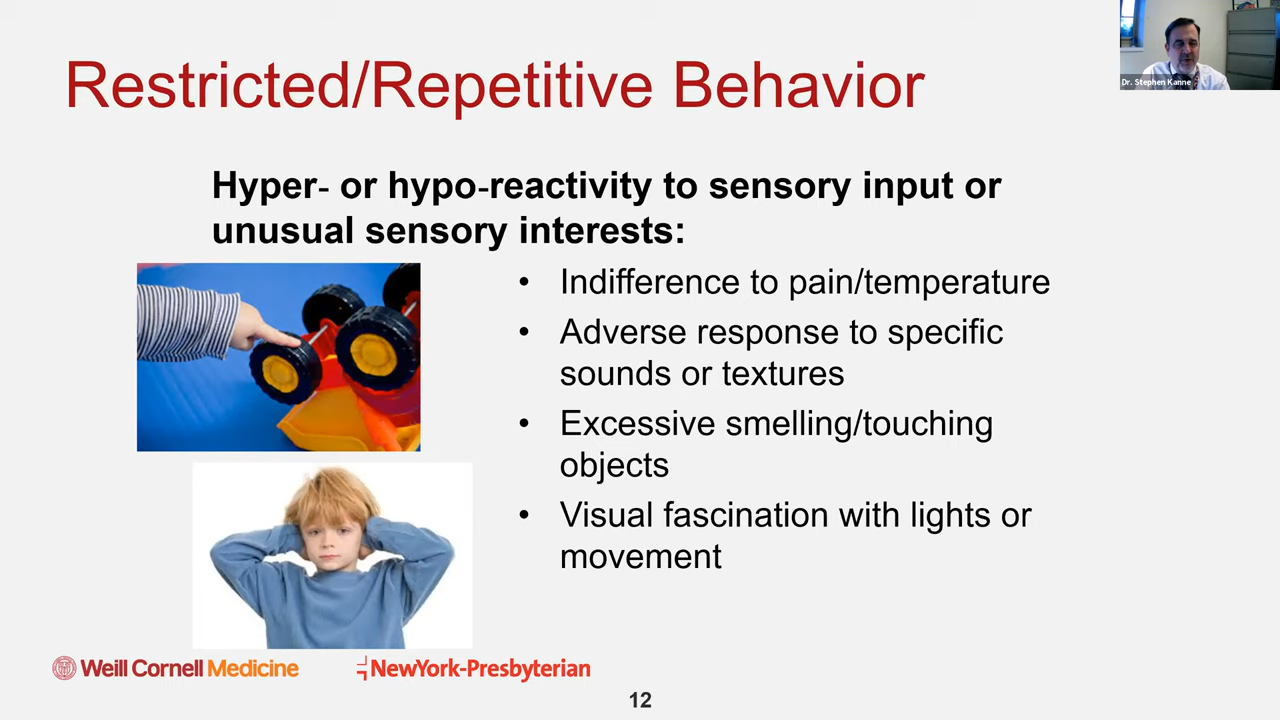 Dr. Stephen Kanne
Restricted/Repetitive Behavior
Hyper- or hypo-reactivity to sensory input or
unusual sensory interests:
• Indifference to pain/temperature
• Adverse response to specific
sounds or textures
• Excessive smelling/touching
objects
• Visual fascination with lights or
movement
Weill Cornell Medicine
NewYork-Presbyterian
12